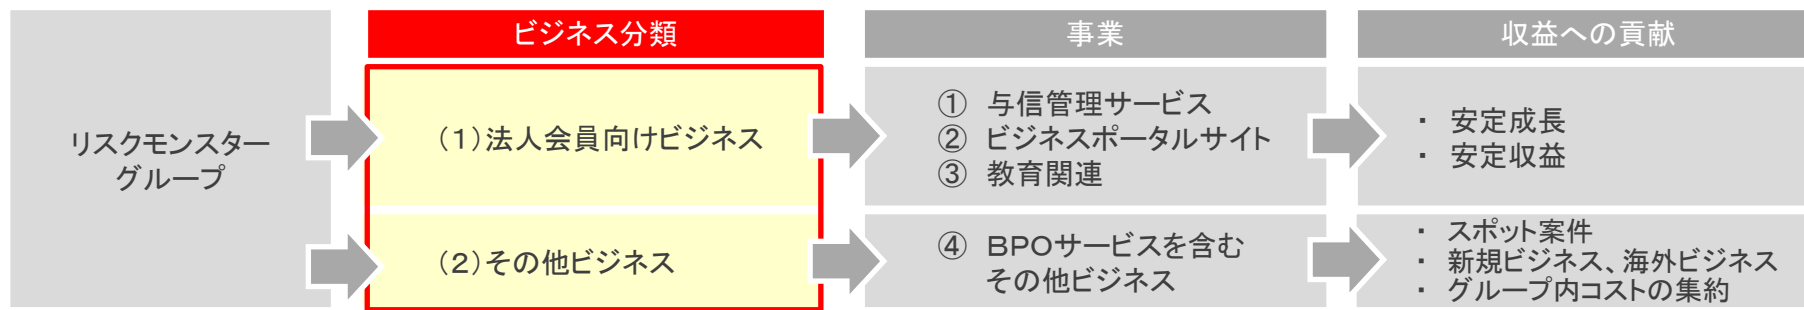 リスクモンスター
グループ
ビジネス分類
事業
収益への貢献
（1）法人会員向けビジネス
① 与信管理サービス
② ビジネスポータルサイト
③ 教育関連
・ 安定成長
・ 安定収益
（2）その他ビジネス
④ BPOサービスを含む
その他ビジネス
・ スポット案件
・ 新規ビジネス、海外ビジネス
・ グループ内コストの集約